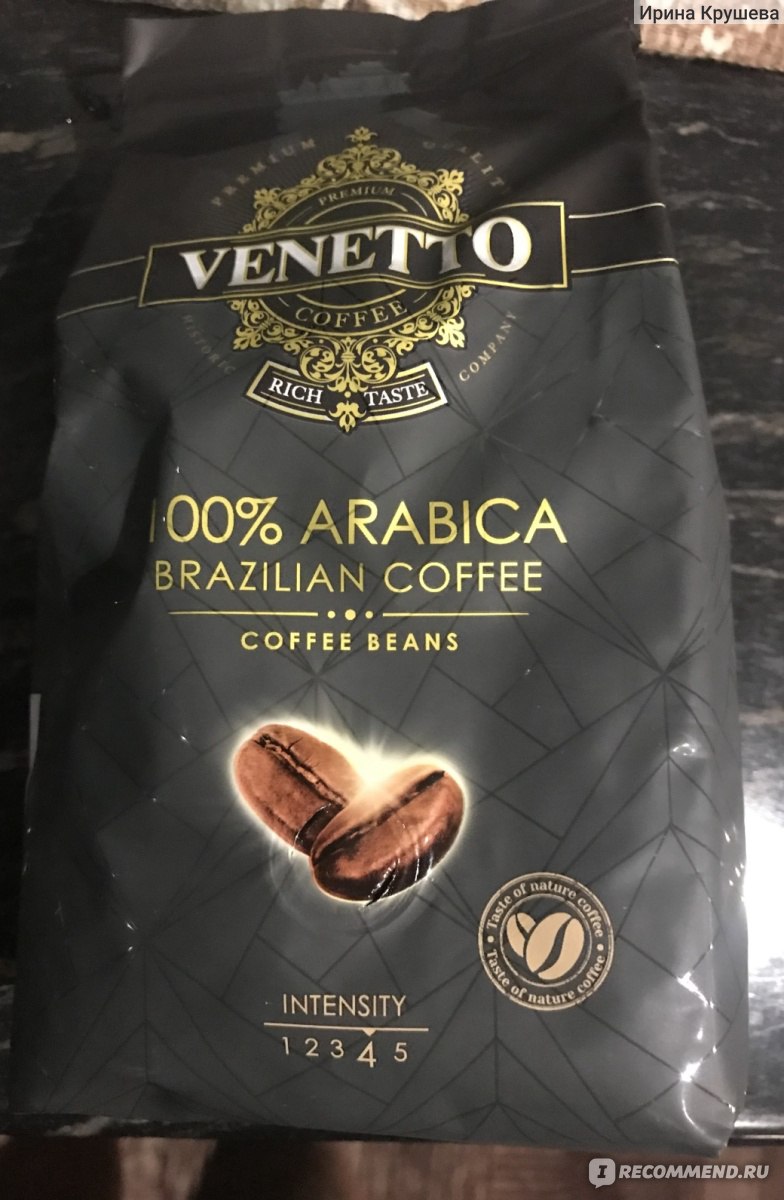 Ирина Крушева
PREMIUM QUALITY
PREMIUM
VENETTO
COFFEE
HISTORIC COMPANY
RICH TASTE
100% ARABICA
BRAZILIAN COFFEE
COFFEE BEANS
Taste of nature coffee
Taste of nature coffee
INTENSITY
1 2 3 4 5
IRECOMMEND.RU